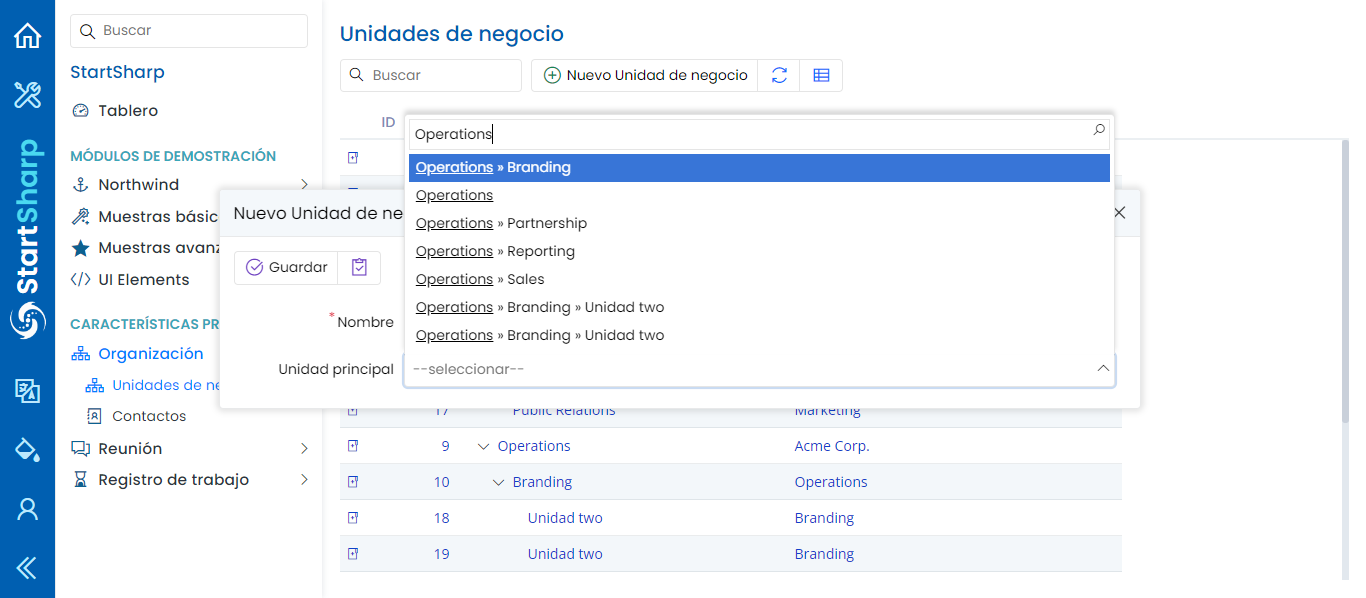 StartSharp
Buscar
StartSharp
Tablero
MÓDULOS DE DEMOSTRACIÓN
Northwind
Muestras básic
Muestras avanz
UI Elements
CARACTERÍSTICAS PR
Organización
Unidades de ne
Contactos
Reunión
Registro de trabajo
Unidades de negocio
Buscar
Nuevo Unidad de negocio
ID
Nuevo Unidad de ne
Guardar
*Nombre
Unidad principal
Operations
Operations » Branding
Operations
Operations » Partnership
Operations » Reporting
Operations » Sales
Operations » Branding » Unidad two
Operations » Branding » Unidad two
--seleccionar--
17 Public Relations Marketing
9 Operations Acme Corp.
10 Branding Operations
18 Unidad two Branding
19 Unidad two Branding